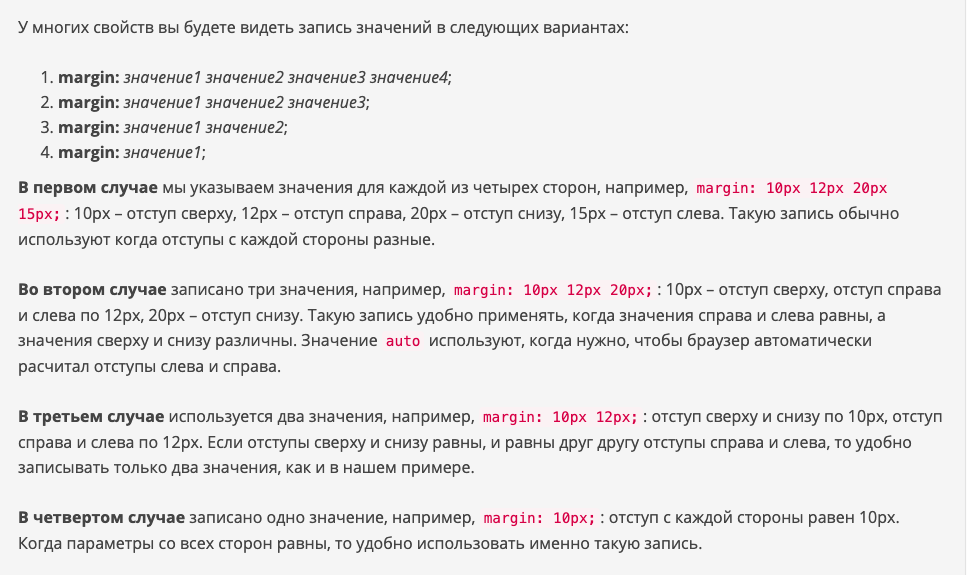 У многих свойств вы будете видеть запись значений в следующих вариантах:
1. margin: значение1 значение2 значение3 значение4;
2. margin: значение1 значение2 значение3;
3. margin: значение1 значение2;
4. margin: значение1;
В первом случае мы указываем значения для каждой из четырех сторон, например, margin: 10px 12px 20px
15px; : 10px – отступ сверху, 12px – отступ справа, 20px – отступ снизу, 15px – отступ слева. Такую запись обычно
используют когда отступы с каждой стороны разные.
Во втором случае записано три значения, например, margin: 10px 12px 20px; : 10px – отступ сверху, отступ справа
и слева по 12px, 20px – отступ снизу. Такую запись удобно применять, когда значения справа и слева равны, а
значения сверху и снизу различны. Значение auto используют, когда нужно, чтобы браузер автоматически
расчитал отступы слева и справа.
В третьем случае используется два значения, например, margin: 10px 12px; : отступ сверху и снизу по 10px, отступ
справа и слева по 12px. Если отступы сверху и снизу равны, и равны друг другу отступы справа и слева, то удобно
записывать только два значения, как и в нашем примере.
В четвертом случае записано одно значение, например, margin: 10px; : отступ с каждой стороны равен 10px.
Когда параметры со всех сторон равны, то удобно использовать именно такую запись.